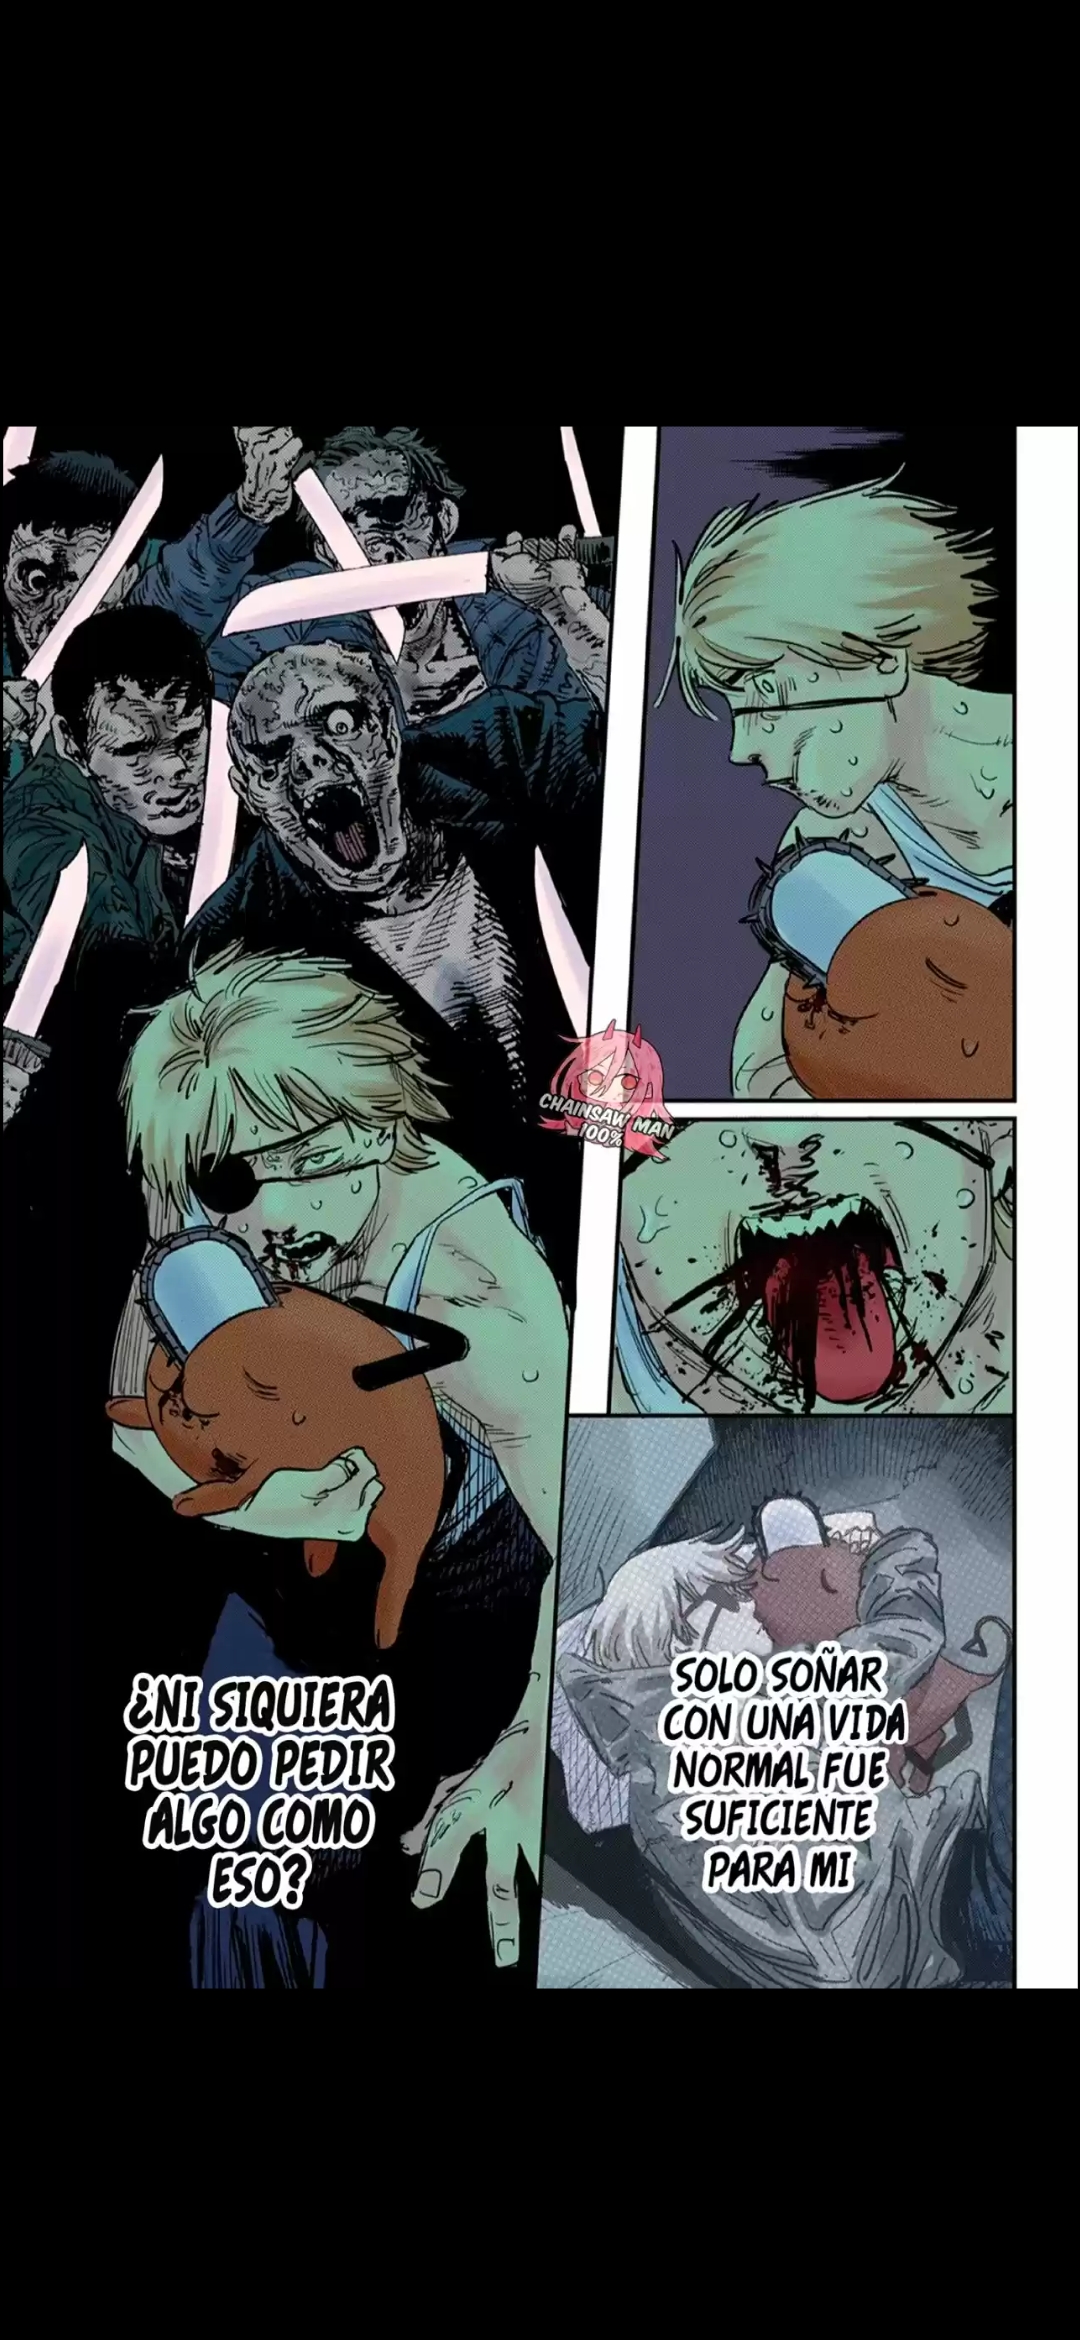 CHAINSAW MAN
100%
SOLO SOÑAR
CON UNA VIDA
NORMAL FUE
SUFICIENTE
PARA MI
¿NI SIQUIERA
PUEDO PEDIR
ALGO COMO
ESO?